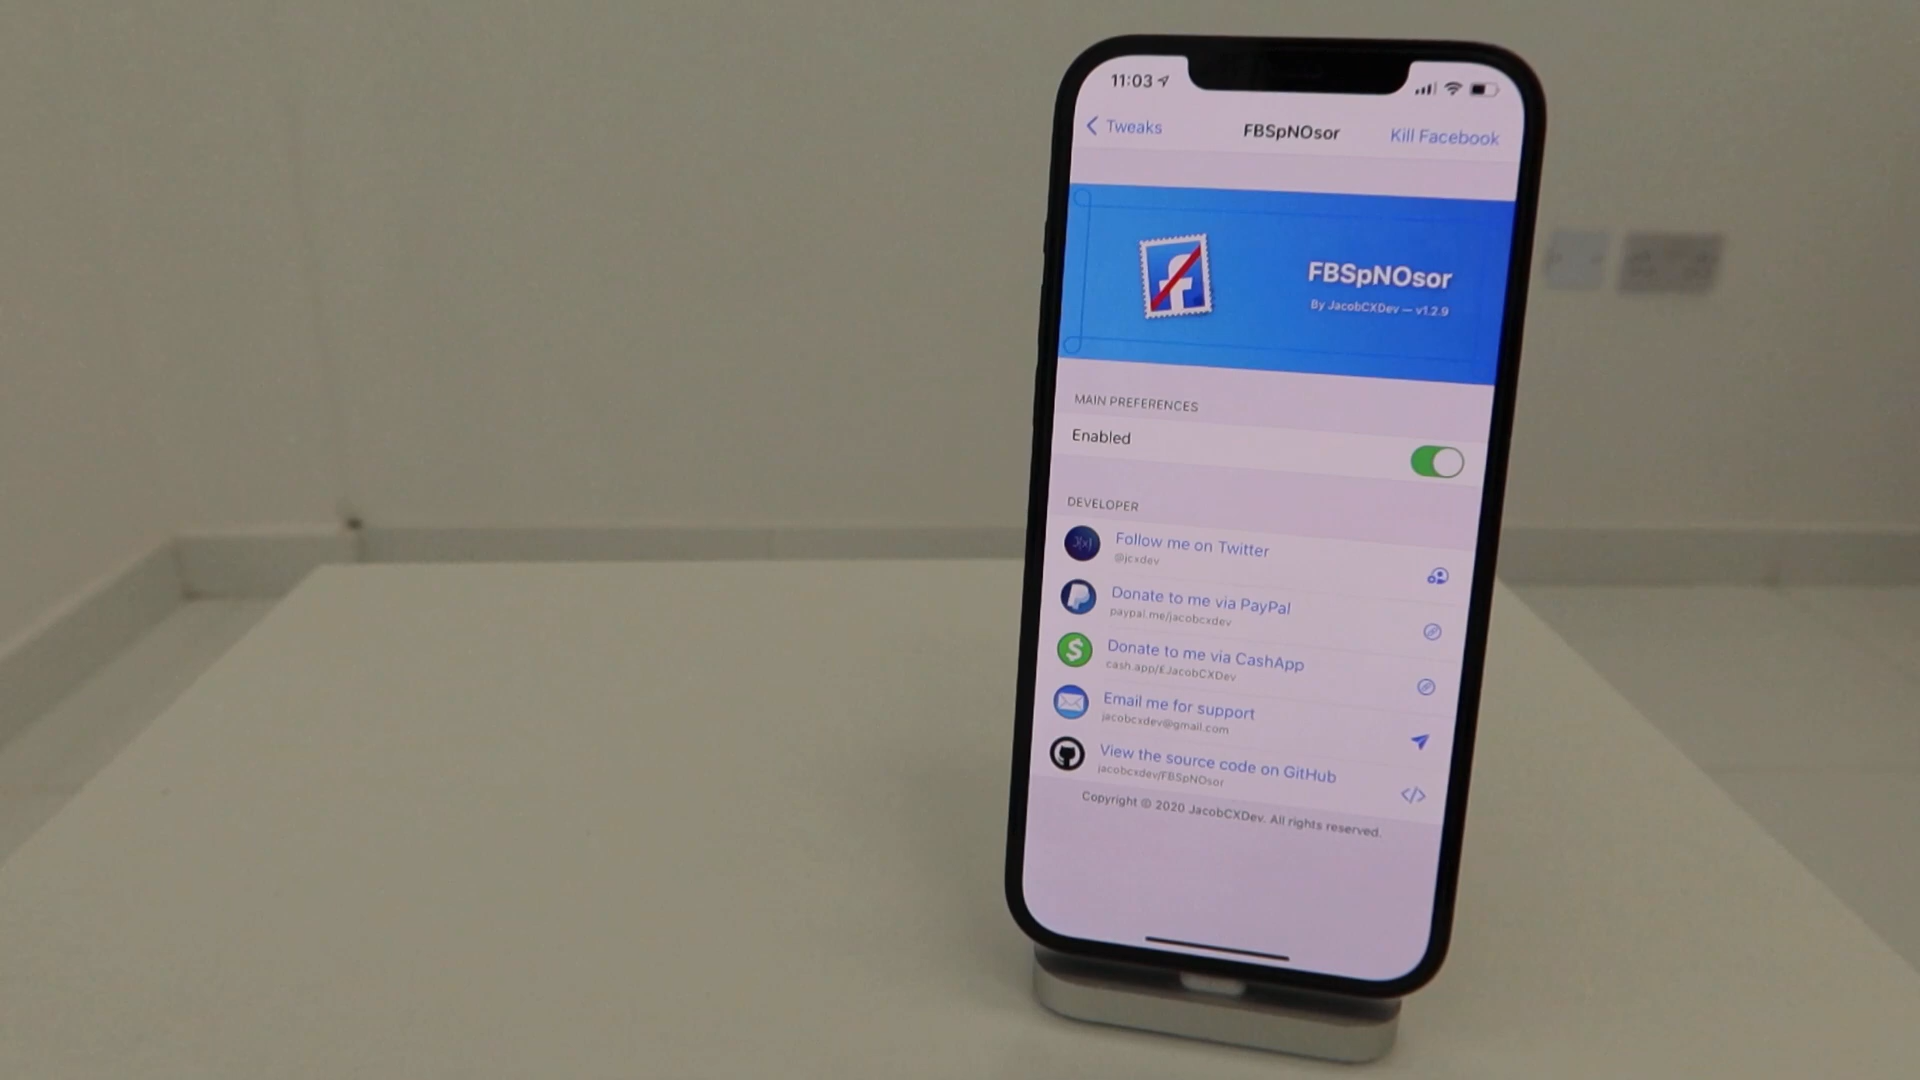 11:03
Tweaks
FBSpNOsor
Kill Facebook
FBSpNOsor
By JacobCXDev — v1.2.9
MAIN PREFERENCES
Enabled
DEVELOPER
Follow me on Twitter
@jcxdev
Donate to me via PayPal
paypal.me/jacobcxdev
Donate to me via CashApp
cash.app/£JacobCXDev
Email me for support
jacobcxdev@gmail.com
View the source code on GitHub
jacobcxdev/FBSpNOsor
Copyright © 2020 JacobCXDev. All rights reserved.